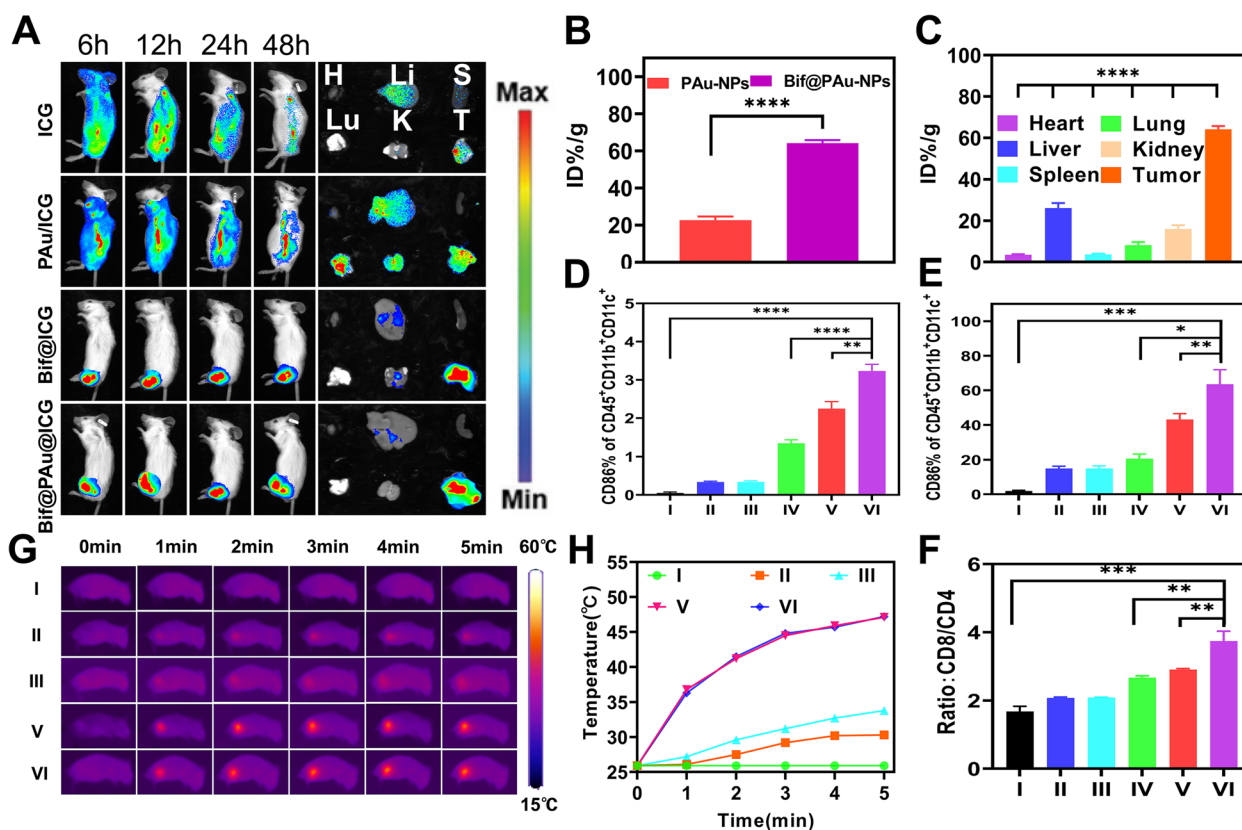 A
6h 12h 24h 48h
ICG
PAu/ICG
Bif@ICG
Bif@PAu@ICG
H Li S
Lu K T
Max
Min
B
ID%/g
100
80
60
40
20
0
PAu-NPs Bif@PAu-NPs
****
C
ID%/g
100
80
60
40
20
0
****
Heart Lung
Liver Kidney
Spleen Tumor
D
CD86% of CD45+CD11b+CD11c+
5
4
3
2
1
0
****
****
**
I II III IV V VI
E
CD86% of CD45+CD11b+CD11c+
100
80
60
40
20
0
***
*
**
I II III IV V VI
G
0min 1min 2min 3min 4min 5min
I
II
III
V
VI
60℃
15℃
H
Temperature(℃)
55
50
45
40
35
30
25
I II III
V VI
0 1 2 3 4 5
Time(min)
F
Ratio: CD8/CD4
6
4
2
0
***
**
**
I II III IV V VI